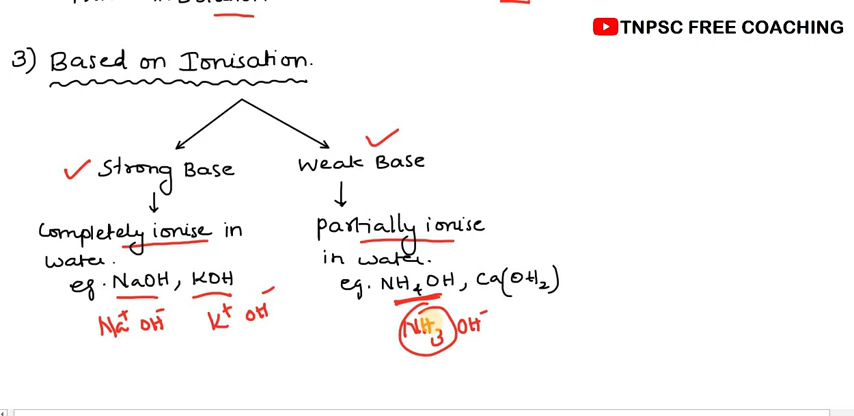 TNPSC FREE COACHING
3) Based on Ionisation.
Strong Base
Weak Base
Completely ionise in
water.
eg. NaOH, KOH
Na+ OH- K+ OH-
partially ionise
in water.
eg. NH4OH, Ca(OH2)
NH3 OH-